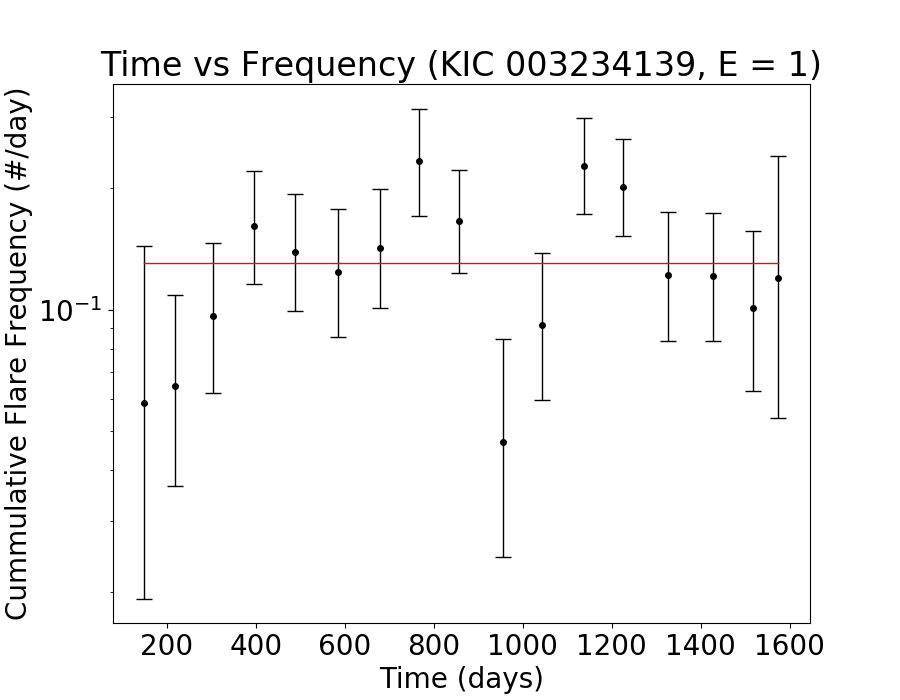 Time vs Frequency (KIC 003234139, E = 1)
Cummulative Flare Frequency (#/day)
10⁻¹
200 400 600 800 1000 1200 1400 1600
Time (days)